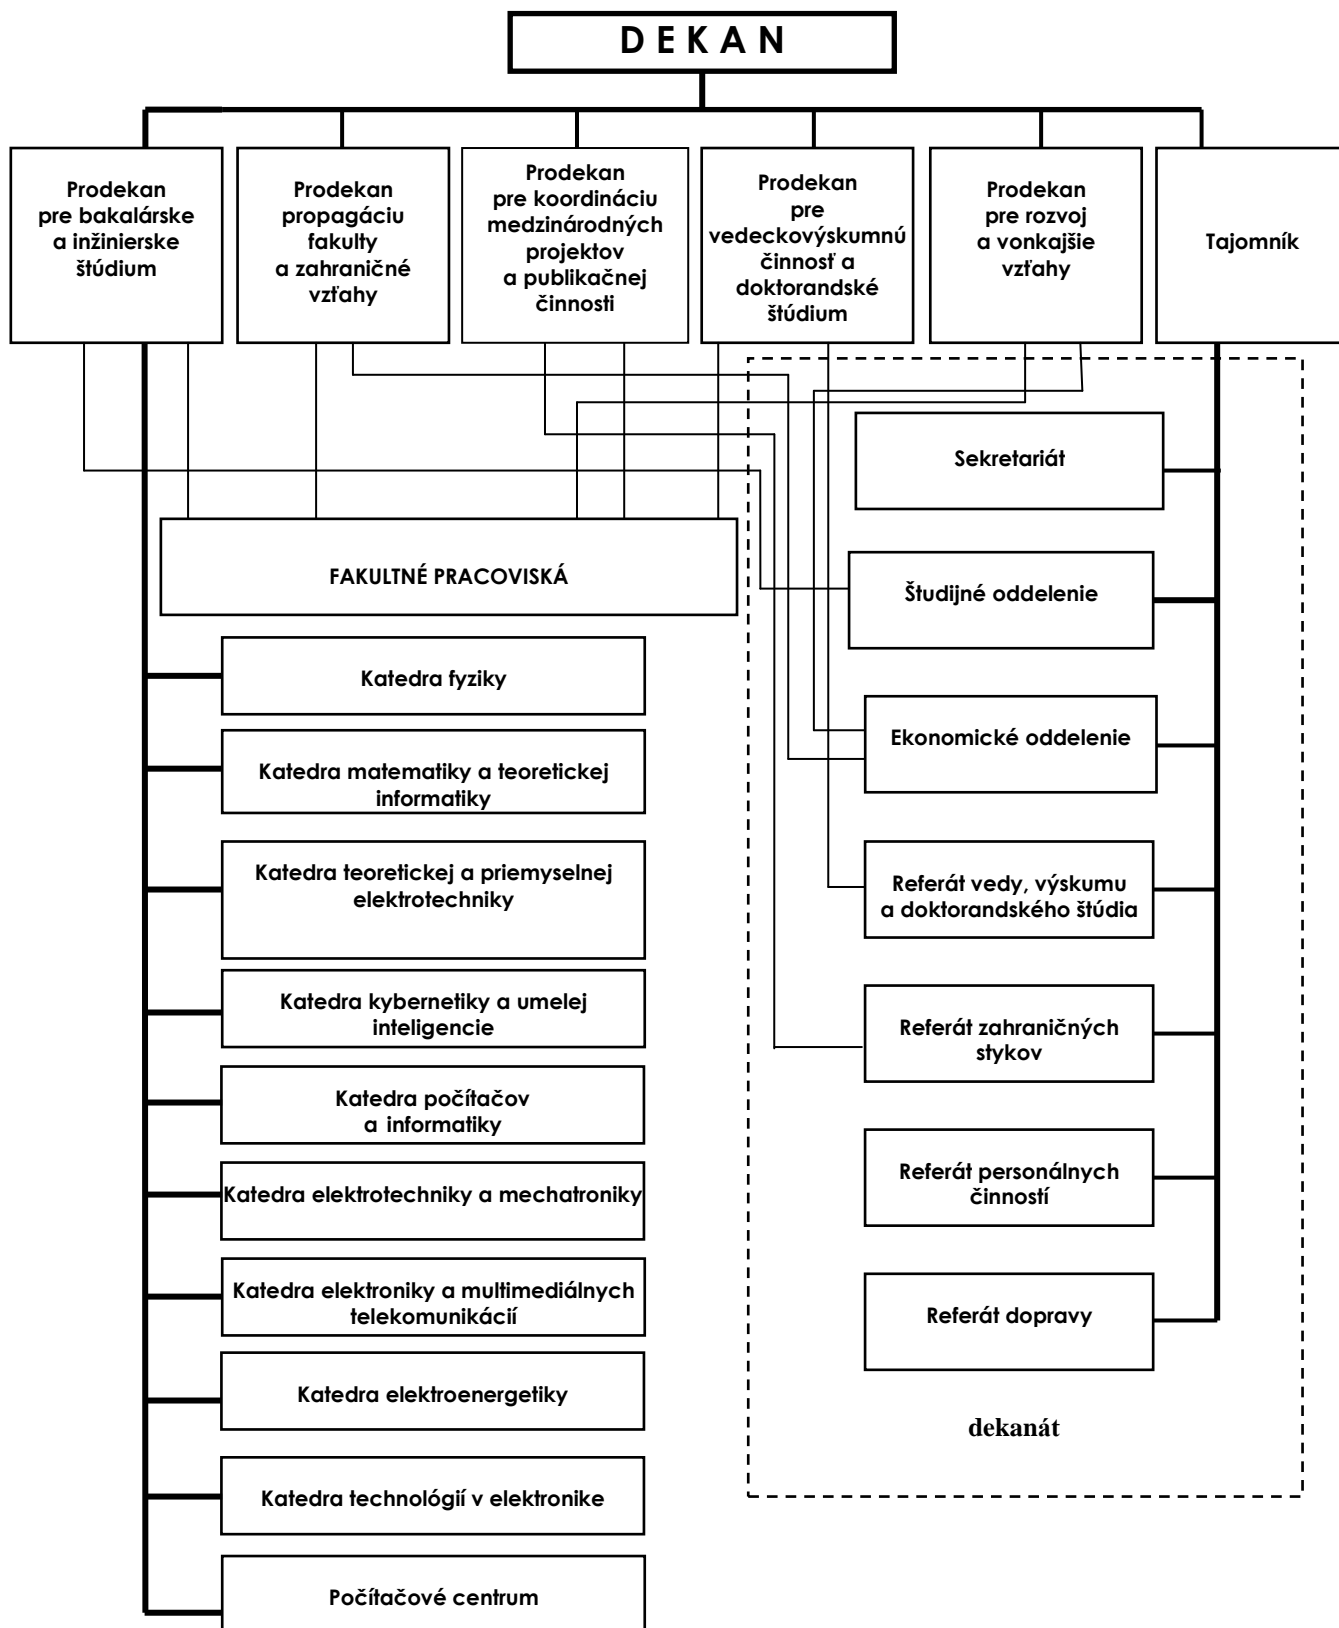 D E K A N
Prodekan
pre bakalárske
a inžinierske
štúdium
Prodekan
propagáciu
fakulty
a zahraničné
vzťahy
Prodekan
pre koordináciu
medzinárodných
projektov
a publikačnej
činnosti
Prodekan
pre
vedeckovýskumnú
činnosť a
doktorandské
štúdium
Prodekan
pre rozvoj
a vonkajšie
vzťahy
Tajomník
FAKULTNÉ PRACOVISKÁ
Katedra fyziky
Katedra matematiky a teoretickej
informatiky
Katedra teoretickej a priemyselnej
elektrotechniky
Katedra kybernetiky a umelej
inteligencie
Katedra počítačov
a informatiky
Katedra elektrotechniky a mechatroniky
Katedra elektroniky a multimediálnych
telekomunikácií
Katedra elektroenergetiky
Katedra technológií v elektronike
Počítačové centrum
Sekretariát
Študijné oddelenie
Ekonomické oddelenie
Referát vedy, výskumu
a doktorandského štúdia
Referát zahraničných
stykov
Referát personálnych
činností
Referát dopravy
dekanát